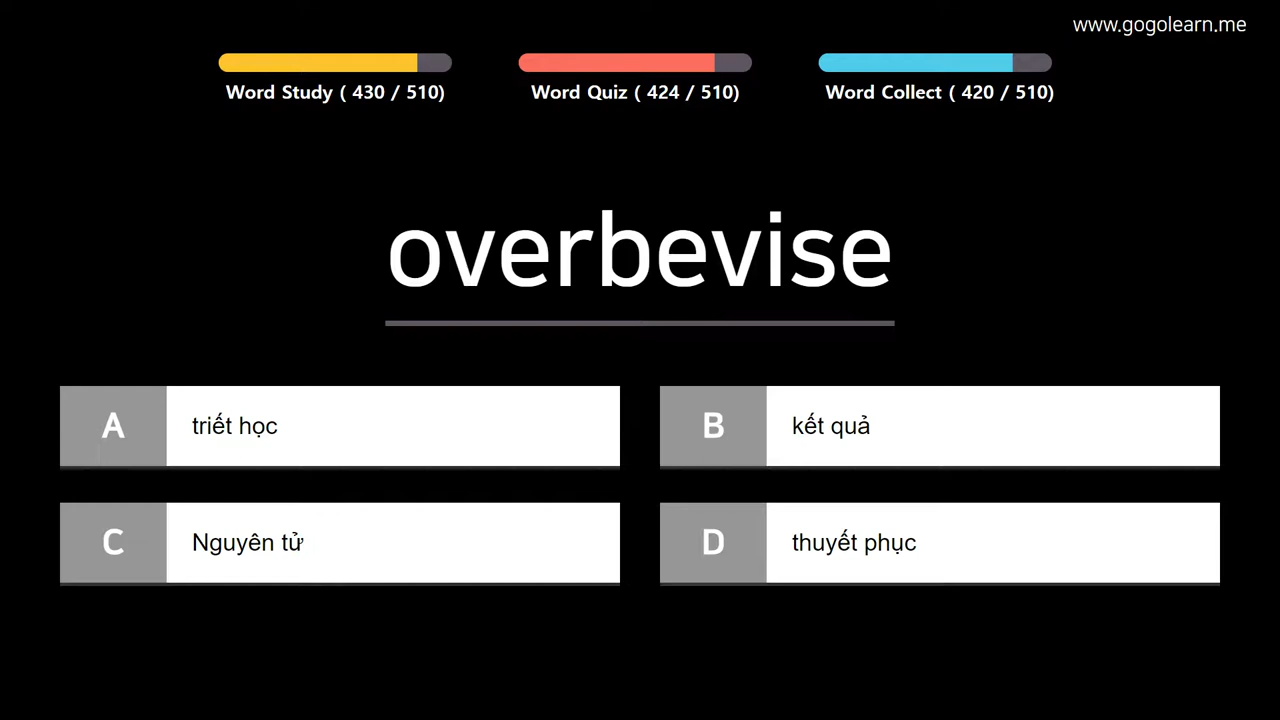 www.gogolearn.me
Word Study ( 430 / 510)
Word Quiz ( 424 / 510)
Word Collect ( 420 / 510)
overbevise
A triết học
B kết quả
C Nguyên tử
D thuyết phục